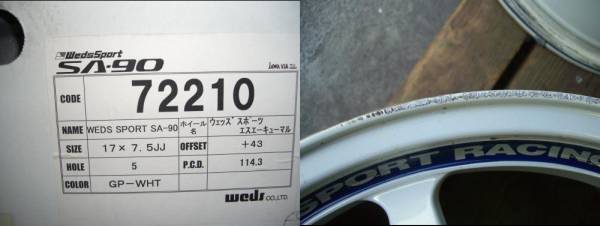 WedsSport
SA-90
CODE 72210
NAME WEDS SPORT SA-90 ホイール名 ウェッズスポーツ エスエーキューマル
SIZE 17×7.5JJ OFFSET +43
HOLE 5 P.C.D. 114.3
COLOR GP-WHT
weds CO.,LTD.
SPORT RACING